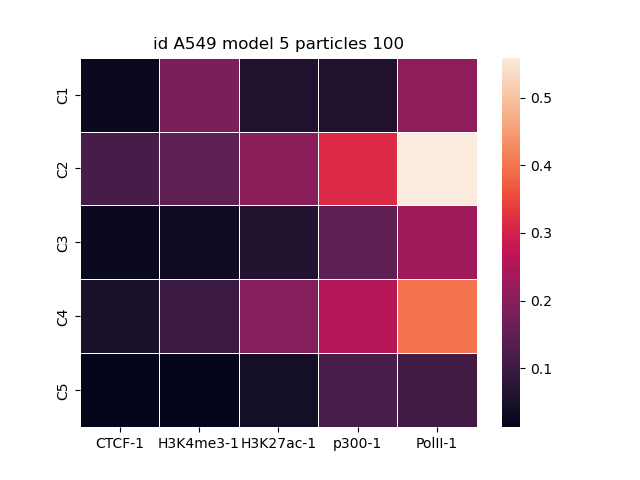 id A549 model 5 particles 100
C1
C2
C3
C4
C5
CTCF-1 H3K4me3-1 H3K27ac-1 p300-1 PolII-1
0.5
0.4
0.3
0.2
0.1